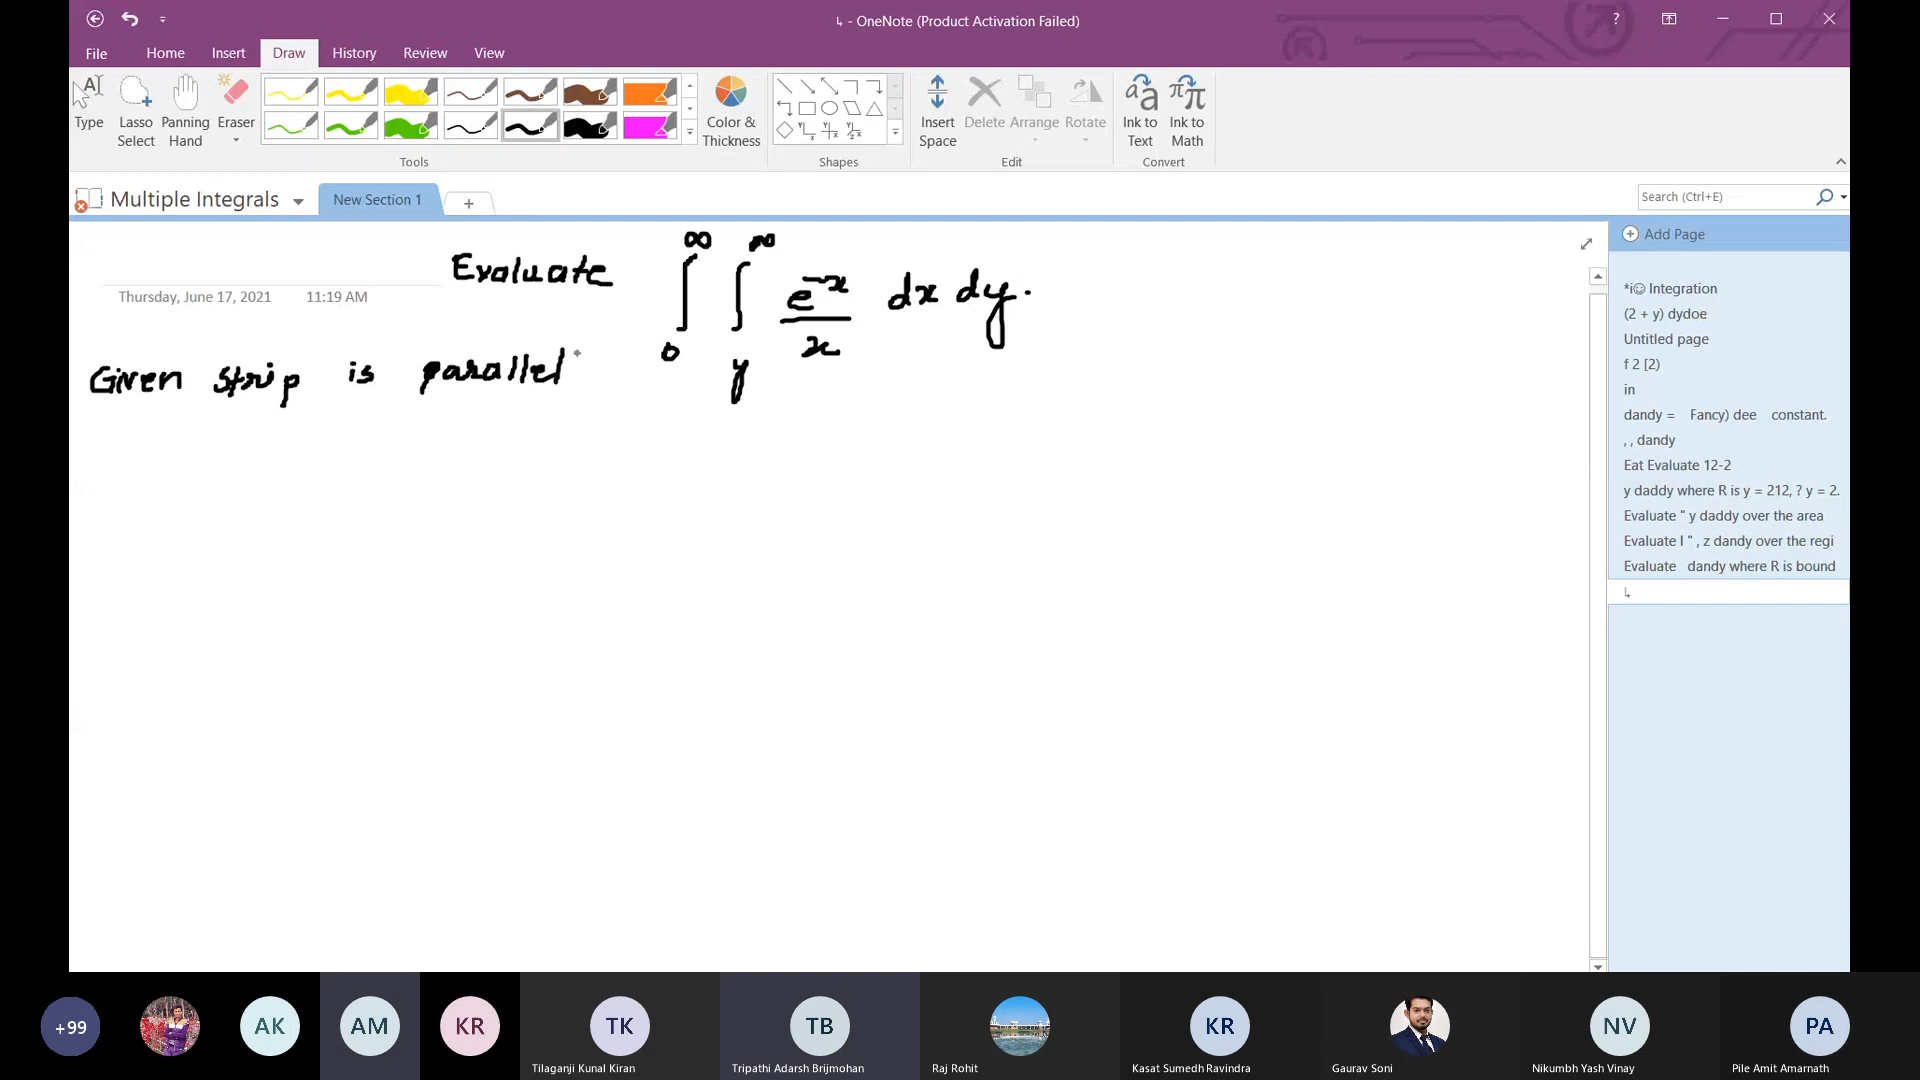 ↳ - OneNote (Product Activation Failed)
?
File Home Insert Draw History Review View
Type
Lasso Select
Panning Hand
Eraser
Color & Thickness
Insert Space
Delete
Arrange
Rotate
Ink to Text
Ink to Math
Tools
Shapes
Edit
Convert
Multiple Integrals
New Section 1
+
Search (Ctrl+E)
Evaluate ∫₀^∞ ∫_y^∞ e^{-x}/x dx dy.
Thursday, June 17, 2021 11:19 AM
Given strip is parallel
Add Page
*i☺ Integration
(2 + y) dydoe
Untitled page
f 2 [2)
in
dandy = Fancy) dee constant.
, , dandy
Eat Evaluate 12-2
y daddy where R is y = 212, ? y = 2.
Evaluate " y daddy over the area
Evaluate I " , z dandy over the regi
Evaluate dandy where R is bound
↳
+99
AK
AM
KR
TK
TB
KR
NV
PA
Tilaganji Kunal Kiran
Tripathi Adarsh Brijmohan
Raj Rohit
Kasat Sumedh Ravindra
Gaurav Soni
Nikumbh Yash Vinay
Pile Amit Amarnath